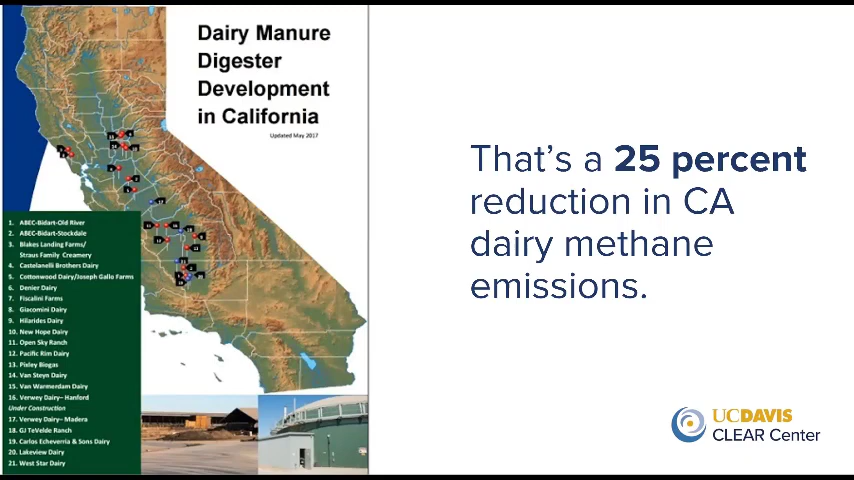 Dairy Manure
Digester
Development
in California
Updated May 2017
1. ABEC-Bidart-Old River
2. ABEC-Bidart-Stockdale
3. Blakes Landing Farms/
Straus Family Creamery
4. Castelanelli Brothers Dairy
5. Cottonwood Dairy/Joseph Gallo Farms
6. Denier Dairy
7. Fiscalini Farms
8. Giacomini Dairy
9. Hilarides Dairy
10. New Hope Dairy
11. Open Sky Ranch
12. Pacific Rim Dairy
13. Pixley Biogas
14. Van Steyn Dairy
15. Van Warmerdam Dairy
16. Verwey Dairy– Hanford
Under Construction
17. Verwey Dairy– Madera
18. GJ TeVelde Ranch
19. Carlos Echeverria & Sons Dairy
20. Lakeview Dairy
21. West Star Dairy
That's a 25 percent
reduction in CA
dairy methane
emissions.
UCDAVIS
CLEAR Center